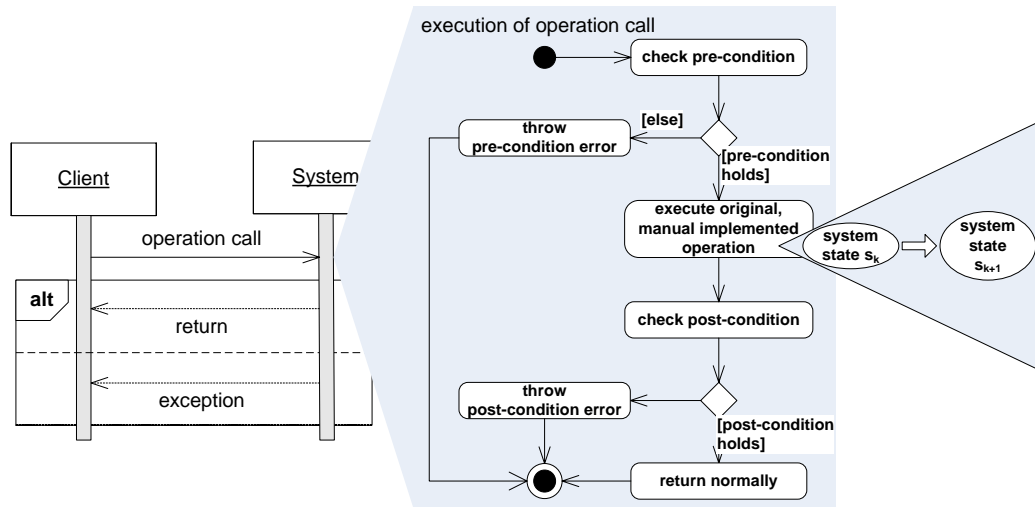 execution of operation call
check pre-condition
[else]
throw
pre-condition error
[pre-condition
holds]
Client
System
execute original,
manual implemented
operation
system
state sk
system
state
sk+1
operation call
alt
return
check post-condition
exception
throw
post-condition error
[post-condition
holds]
return normally